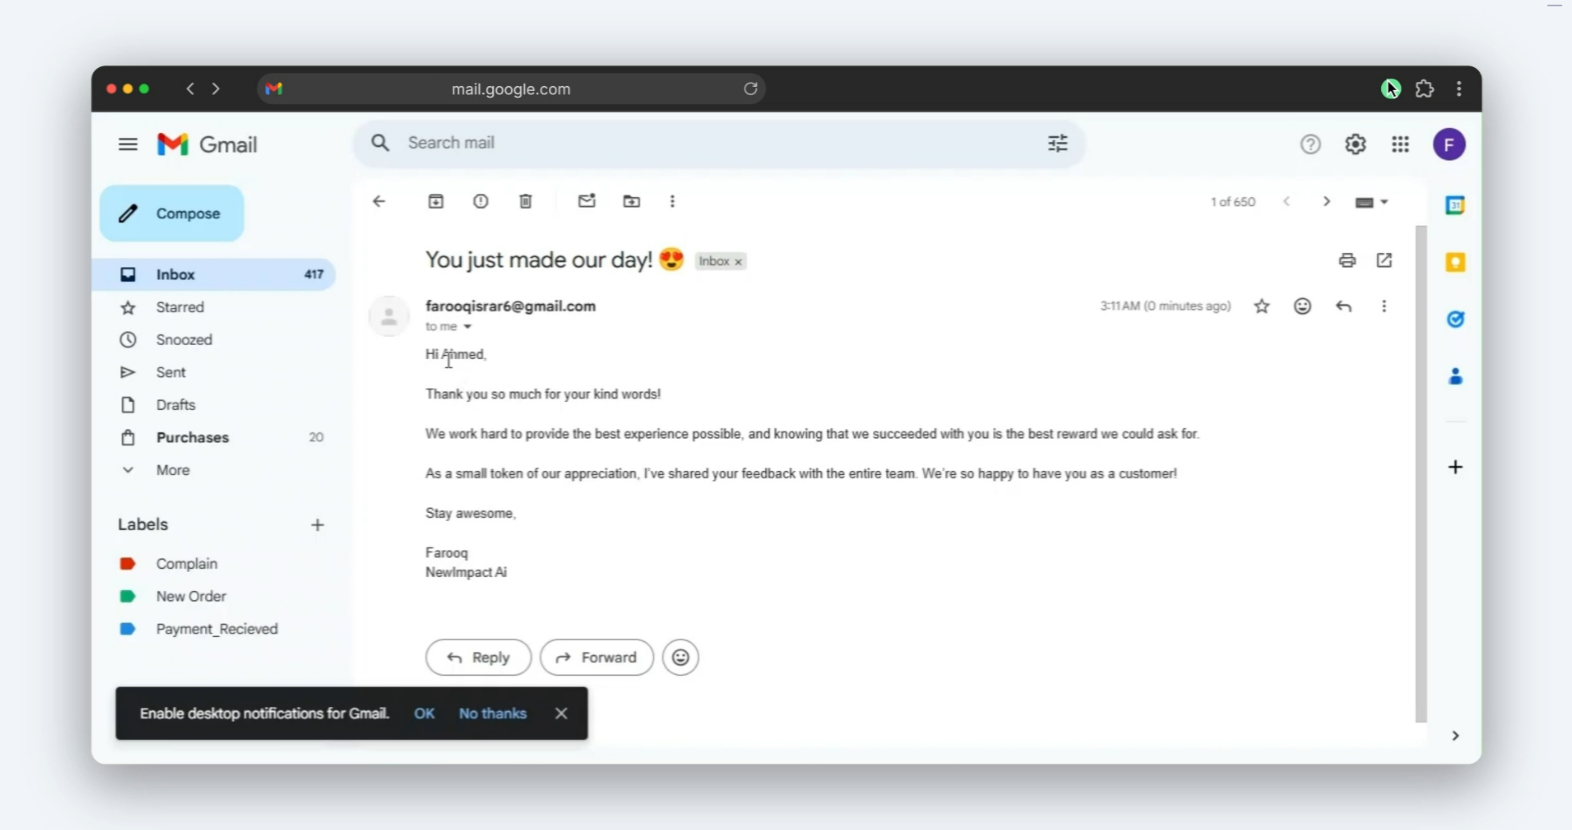 mail.google.com
Gmail
Search mail
F
Compose
1 of 650
31
You just made our day! 😍 Inbox ×
Inbox 417
Starred
Snoozed
Sent
Drafts
Purchases 20
More
Labels
Complain
New Order
Payment_Recieved
farooqisrar6@gmail.com
3:11 AM (0 minutes ago)
to me
Hi Ahmed,
Thank you so much for your kind words!
We work hard to provide the best experience possible, and knowing that we succeeded with you is the best reward we could ask for.
As a small token of our appreciation, I've shared your feedback with the entire team. We're so happy to have you as a customer!
Stay awesome,
Farooq
NewImpact Ai
Reply
Forward
Enable desktop notifications for Gmail. OK No thanks